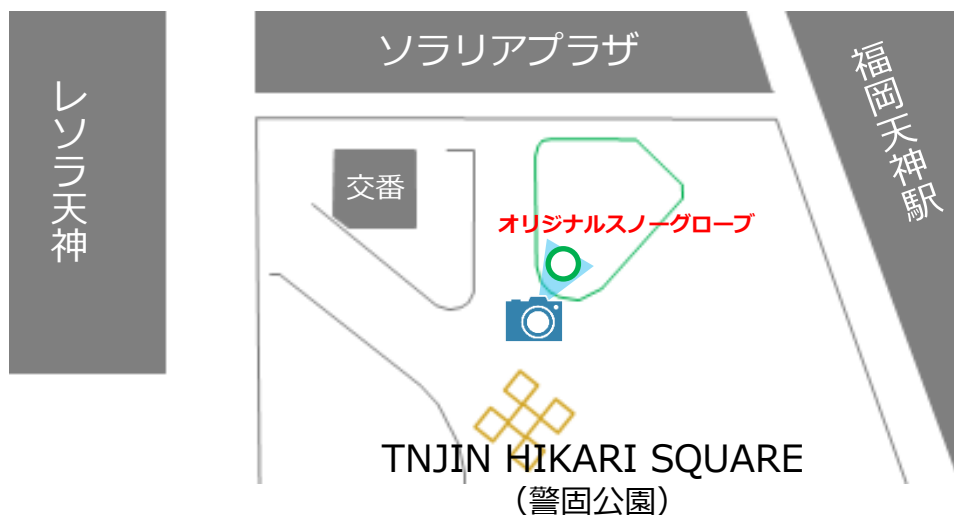 ソラリアプラザ
レソラ天神
福岡天神駅
交番
オリジナルスノーグローブ
TNJIN HIKARI SQUARE
（警固公園）